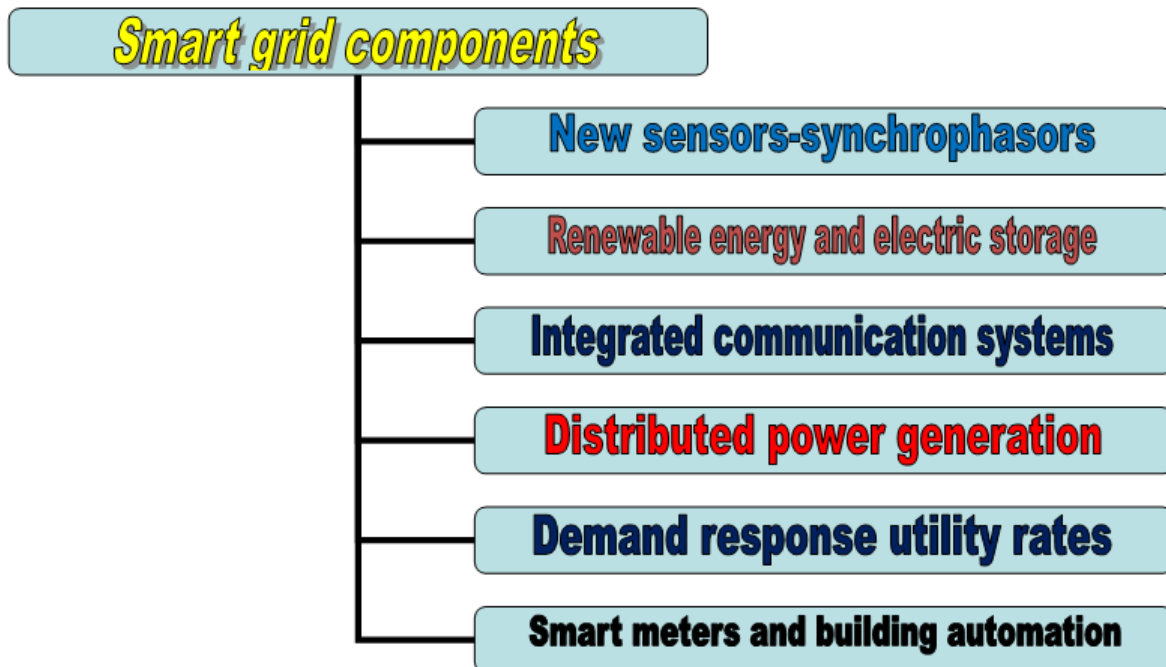 Smart grid components
New sensors-synchrophasors
Renewable energy and electric storage
Integrated communication systems
Distributed power generation
Demand response utility rates
Smart meters and building automation